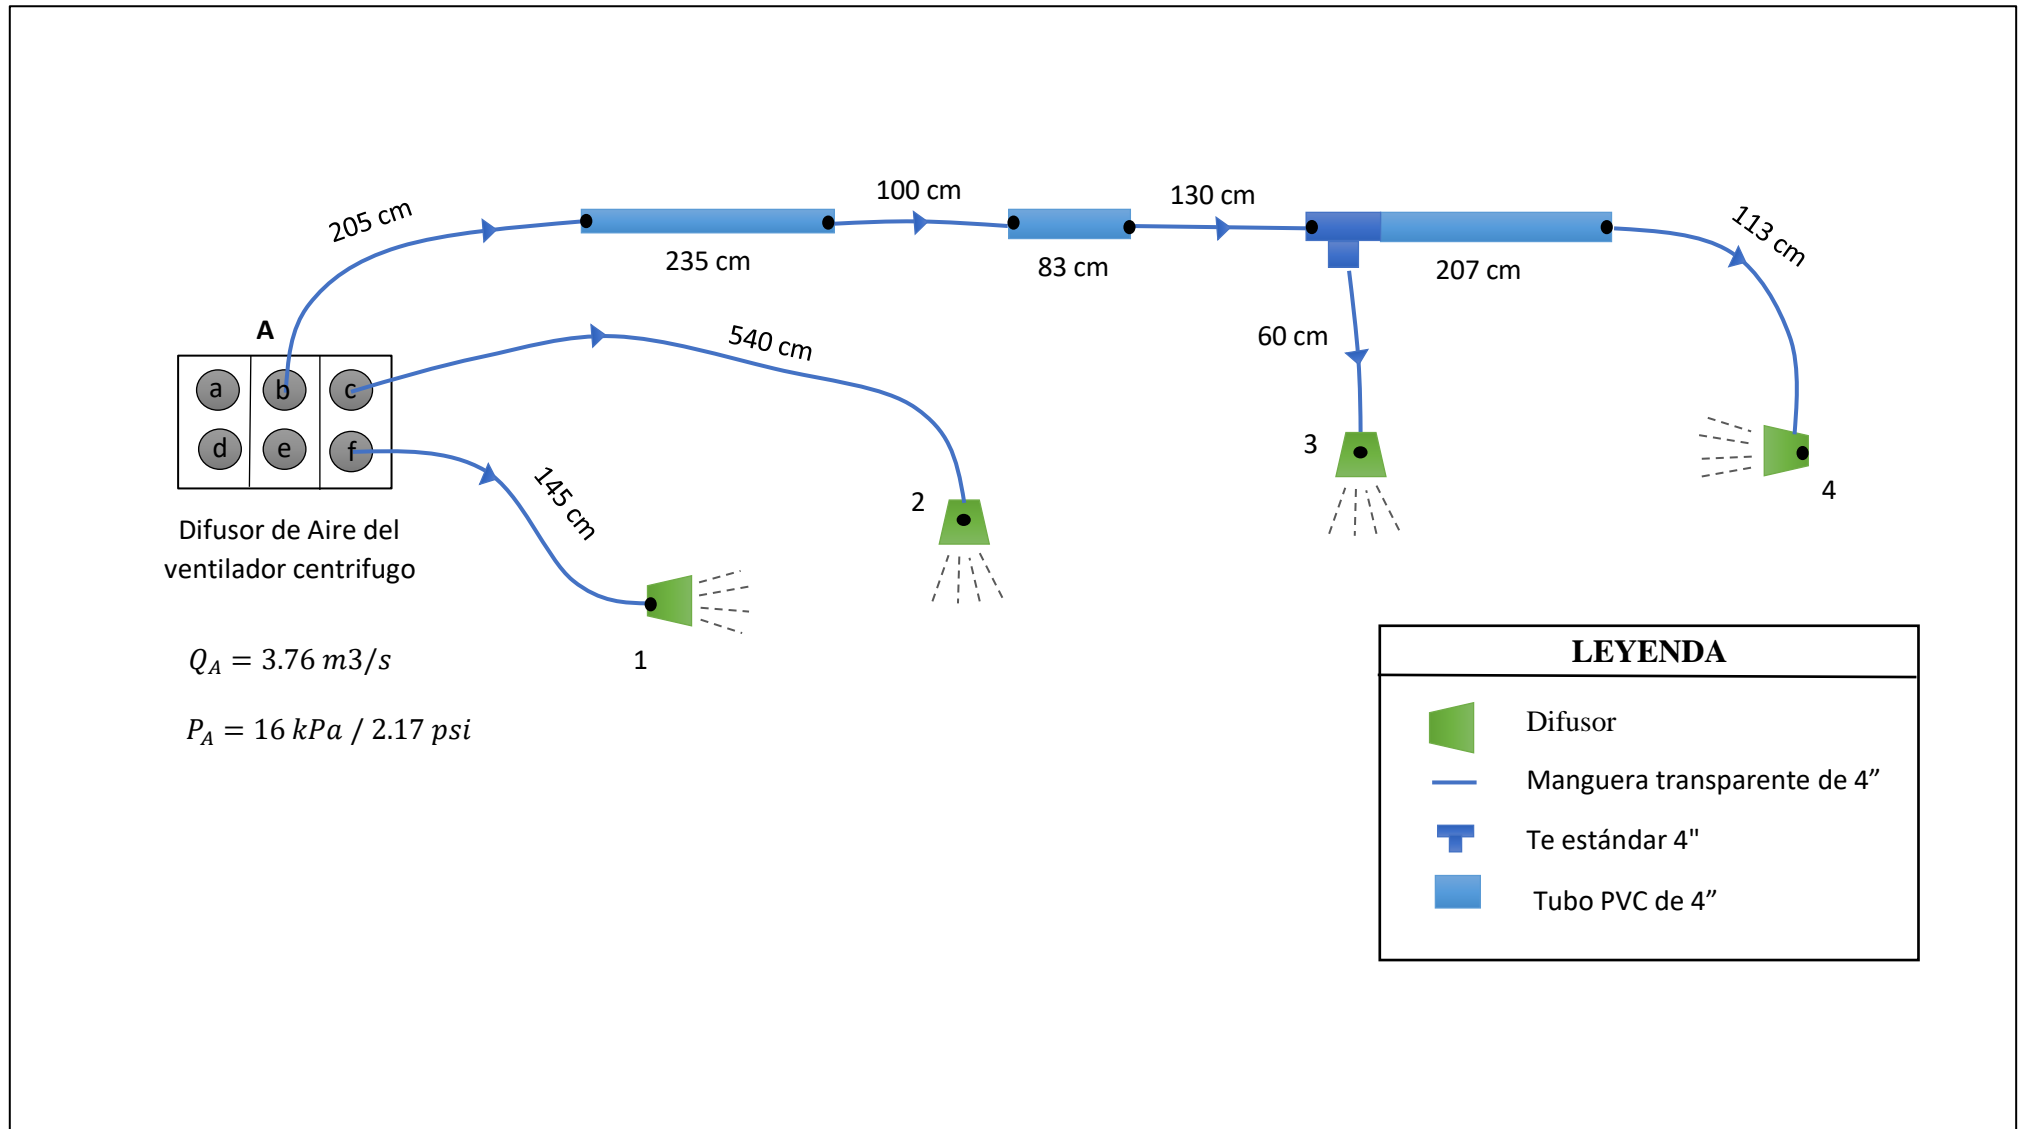 205 cm
100 cm
130 cm
113 cm
235 cm
83 cm
207 cm
A
540 cm
60 cm
a b c
d e f
145 cm
2
3
4
Difusor de Aire del
ventilador centrifugo
1
Q_A = 3.76 m3/s
P_A = 16 kPa / 2.17 psi
LEYENDA
Difusor
Manguera transparente de 4”
Te estándar 4"
Tubo PVC de 4”